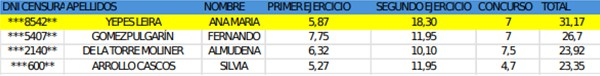 DNI CENSURA APELLIDOS NOMBRE PRIMER EJERCICIO SEGUNDO EJERCICIO CONCURSO TOTAL
***8542** YEPES LEIRA ANA MARIA 5,87 18,30 7 31,17
***5407** GOMEZ PULGARÍN FERNANDO 7,75 11,95 7 26,7
***2140** DE LA TORRE MOLINER ALMUDENA 6,32 10,10 7,5 23,92
***600** ARROLLO CASCOS SILVIA 5,27 11,95 4,7 23,35